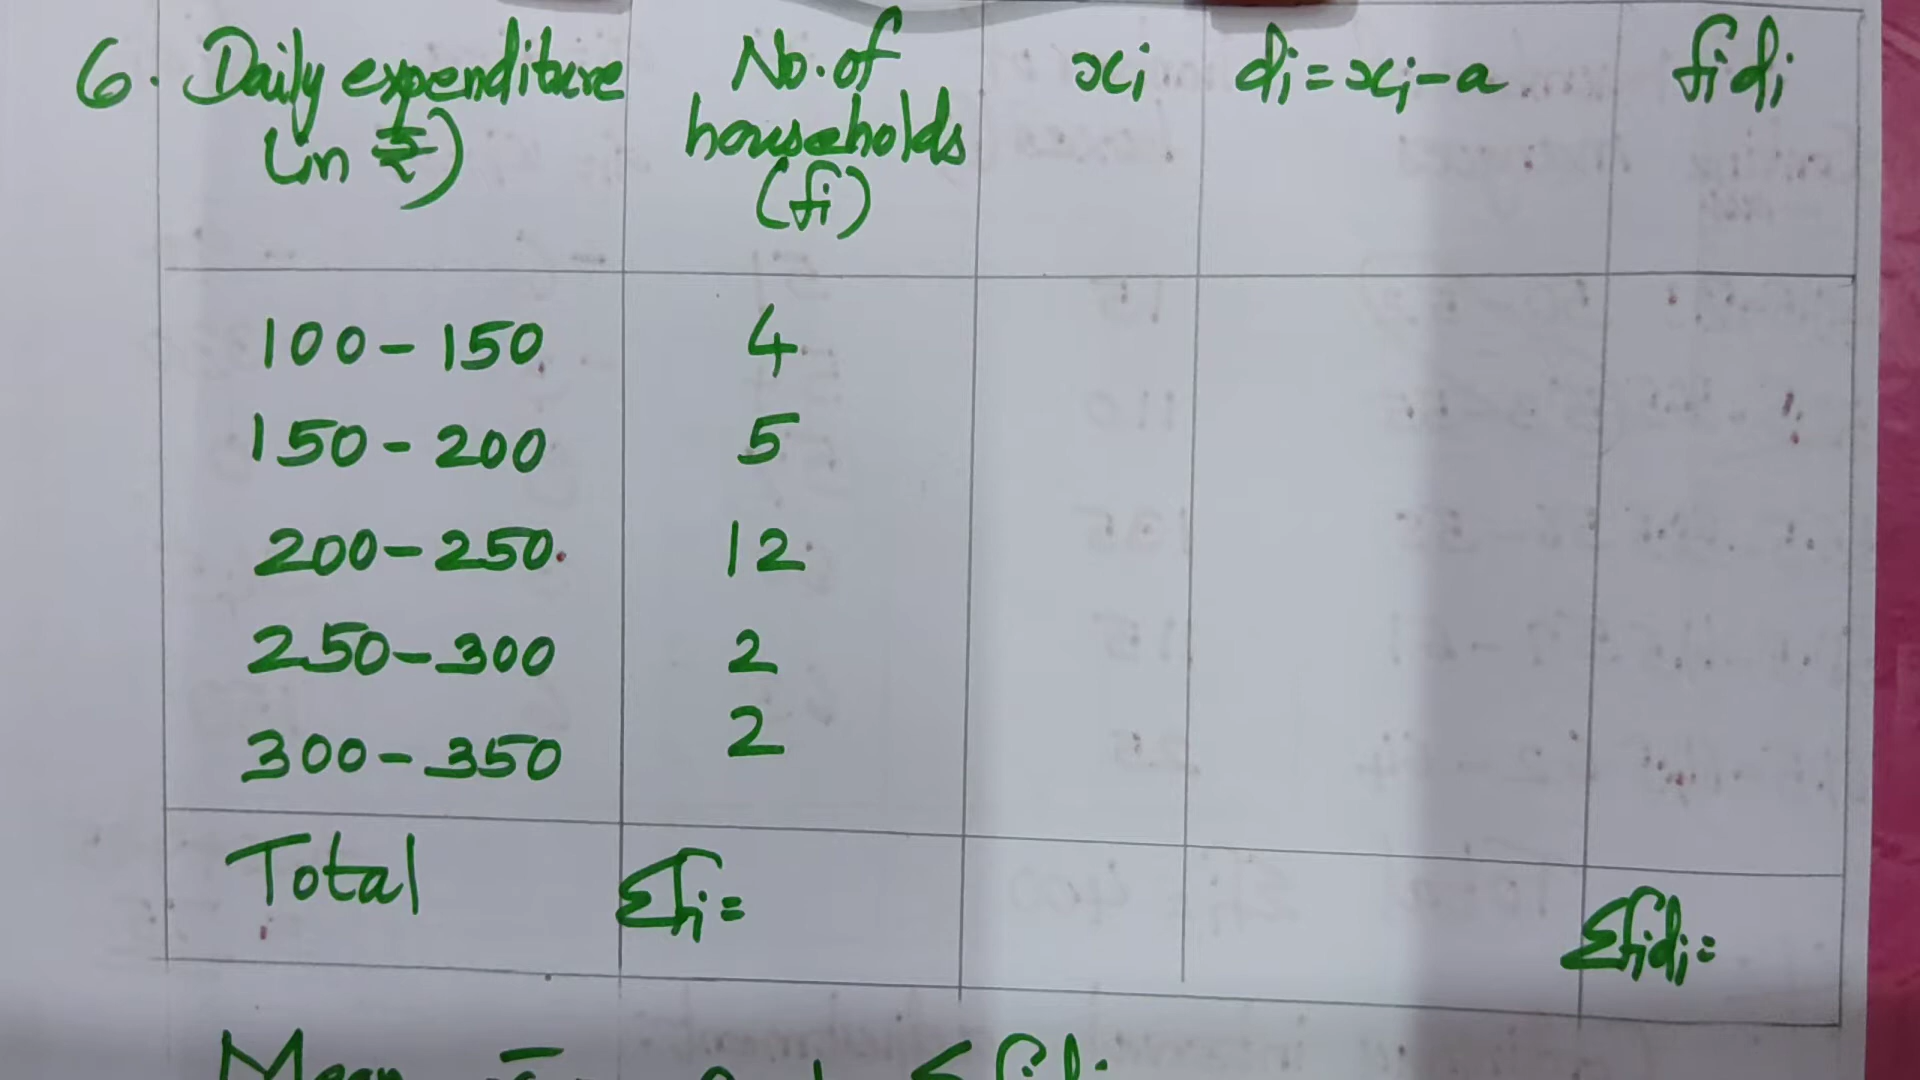 6. Daily expenditure (in ₹) No. of households (fi) xi di = xi - a fidi
100 - 150 4
150 - 200 5
200 - 250 12
250 - 300 2
300 - 350 2
Total Σfi = Σfidi =
Mean